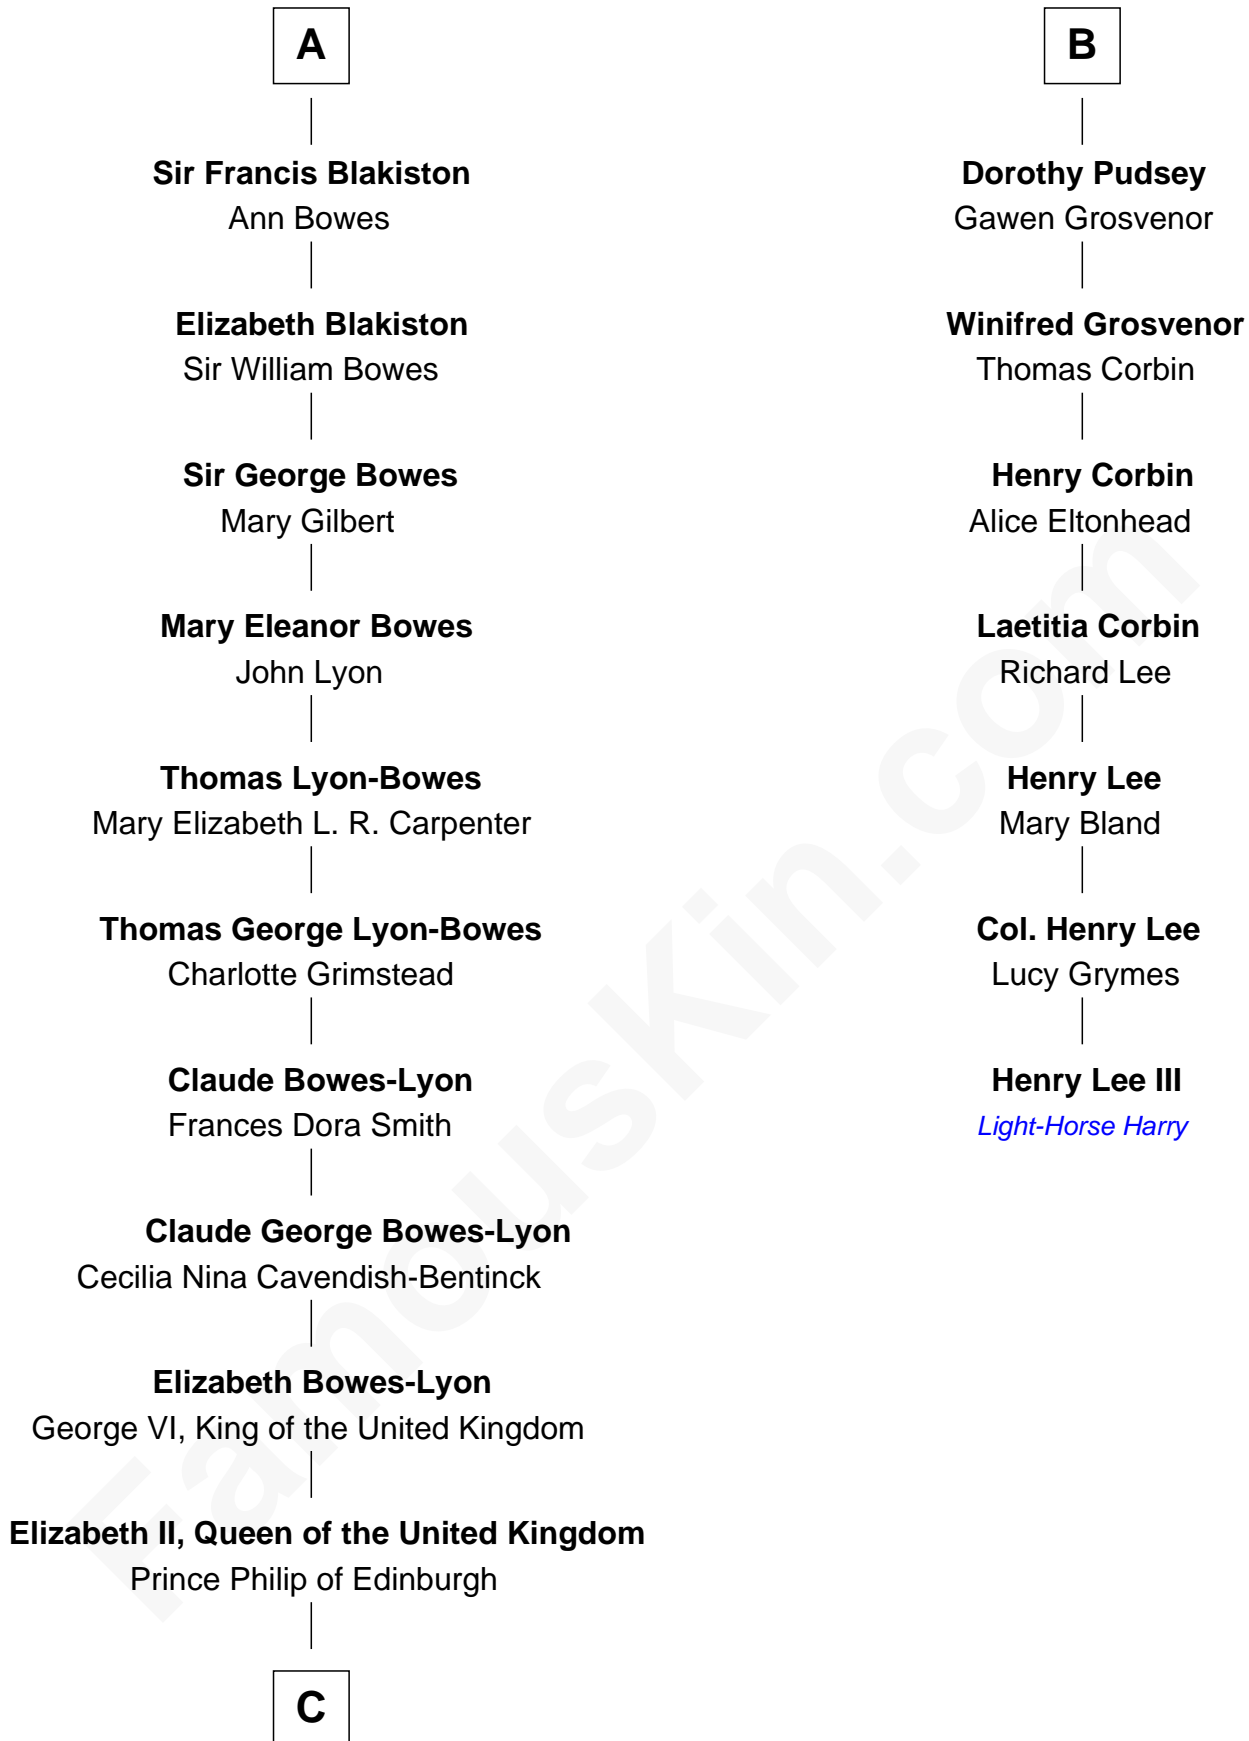 A
Sir Francis Blakiston
Ann Bowes
Elizabeth Blakiston
Sir William Bowes
Sir George Bowes
Mary Gilbert
Mary Eleanor Bowes
John Lyon
Thomas Lyon-Bowes
Mary Elizabeth L. R. Carpenter
Thomas George Lyon-Bowes
Charlotte Grimstead
Claude Bowes-Lyon
Frances Dora Smith
Claude George Bowes-Lyon
Cecilia Nina Cavendish-Bentinck
Elizabeth Bowes-Lyon
George VI, King of the United Kingdom
Elizabeth II, Queen of the United Kingdom
Prince Philip of Edinburgh
C
B
Dorothy Pudsey
Gawen Grosvenor
Winifred Grosvenor
Thomas Corbin
Henry Corbin
Alice Eltonhead
Laetitia Corbin
Richard Lee
Henry Lee
Mary Bland
Col. Henry Lee
Lucy Grymes
Henry Lee III
Light-Horse Harry
FamousKin.com